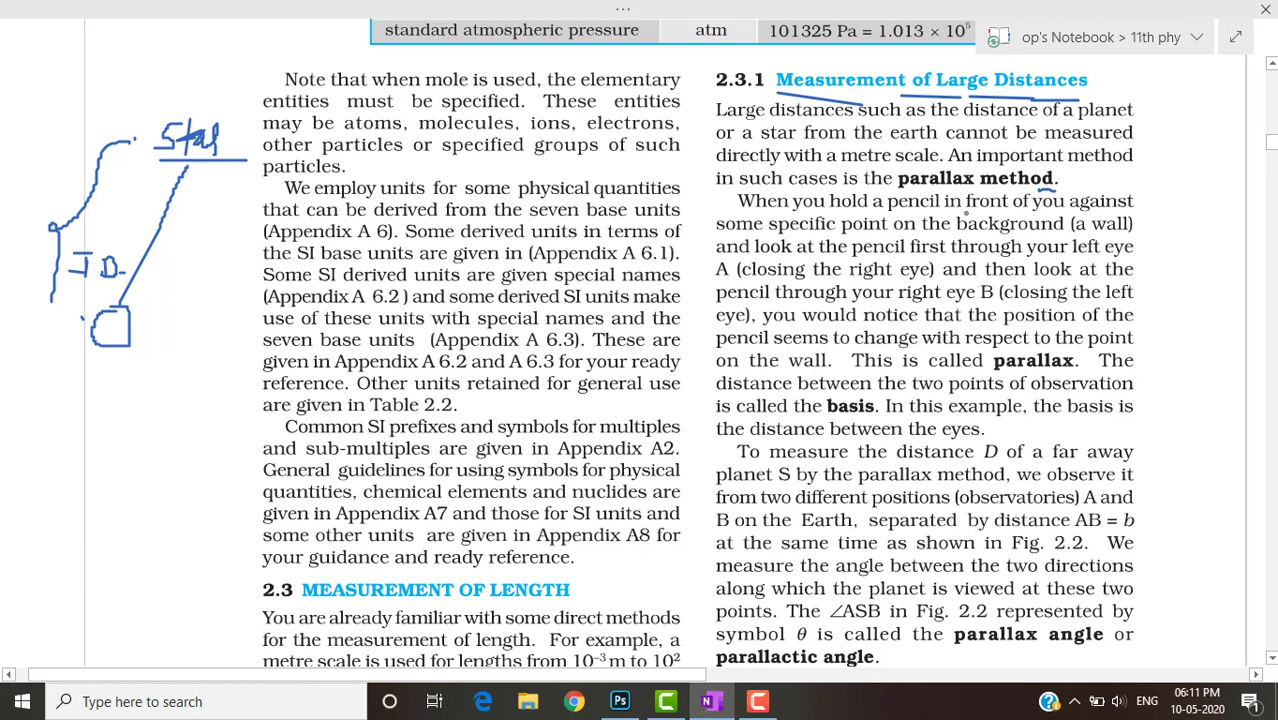 standard atmospheric pressure atm 101325 Pa = 1.013 × 10⁵
op's Notebook > 11th phy
Star
I D
Note that when mole is used, the elementary
entities must be specified. These entities
may be atoms, molecules, ions, electrons,
other particles or specified groups of such
particles.
We employ units for some physical quantities
that can be derived from the seven base units
(Appendix A 6). Some derived units in terms of
the SI base units are given in (Appendix A 6.1).
Some SI derived units are given special names
(Appendix A 6.2 ) and some derived SI units make
use of these units with special names and the
seven base units (Appendix A 6.3). These are
given in Appendix A 6.2 and A 6.3 for your ready
reference. Other units retained for general use
are given in Table 2.2.
Common SI prefixes and symbols for multiples
and sub-multiples are given in Appendix A2.
General guidelines for using symbols for physical
quantities, chemical elements and nuclides are
given in Appendix A7 and those for SI units and
some other units are given in Appendix A8 for
your guidance and ready reference.
2.3 MEASUREMENT OF LENGTH
You are already familiar with some direct methods
for the measurement of length. For example, a
metre scale is used for lengths from 10⁻³ m to 10²
2.3.1 Measurement of Large Distances
Large distances such as the distance of a planet
or a star from the earth cannot be measured
directly with a metre scale. An important method
in such cases is the parallax method.
When you hold a pencil in front of you against
some specific point on the background (a wall)
and look at the pencil first through your left eye
A (closing the right eye) and then look at the
pencil through your right eye B (closing the left
eye), you would notice that the position of the
pencil seems to change with respect to the point
on the wall. This is called parallax. The
distance between the two points of observation
is called the basis. In this example, the basis is
the distance between the eyes.
To measure the distance D of a far away
planet S by the parallax method, we observe it
from two different positions (observatories) A and
B on the Earth, separated by distance AB = b
at the same time as shown in Fig. 2.2. We
measure the angle between the two directions
along which the planet is viewed at these two
points. The ∠ASB in Fig. 2.2 represented by
symbol θ is called the parallax angle or
parallactic angle.
Type here to search
Ps
ENG
06:11 PM
10-05-2020